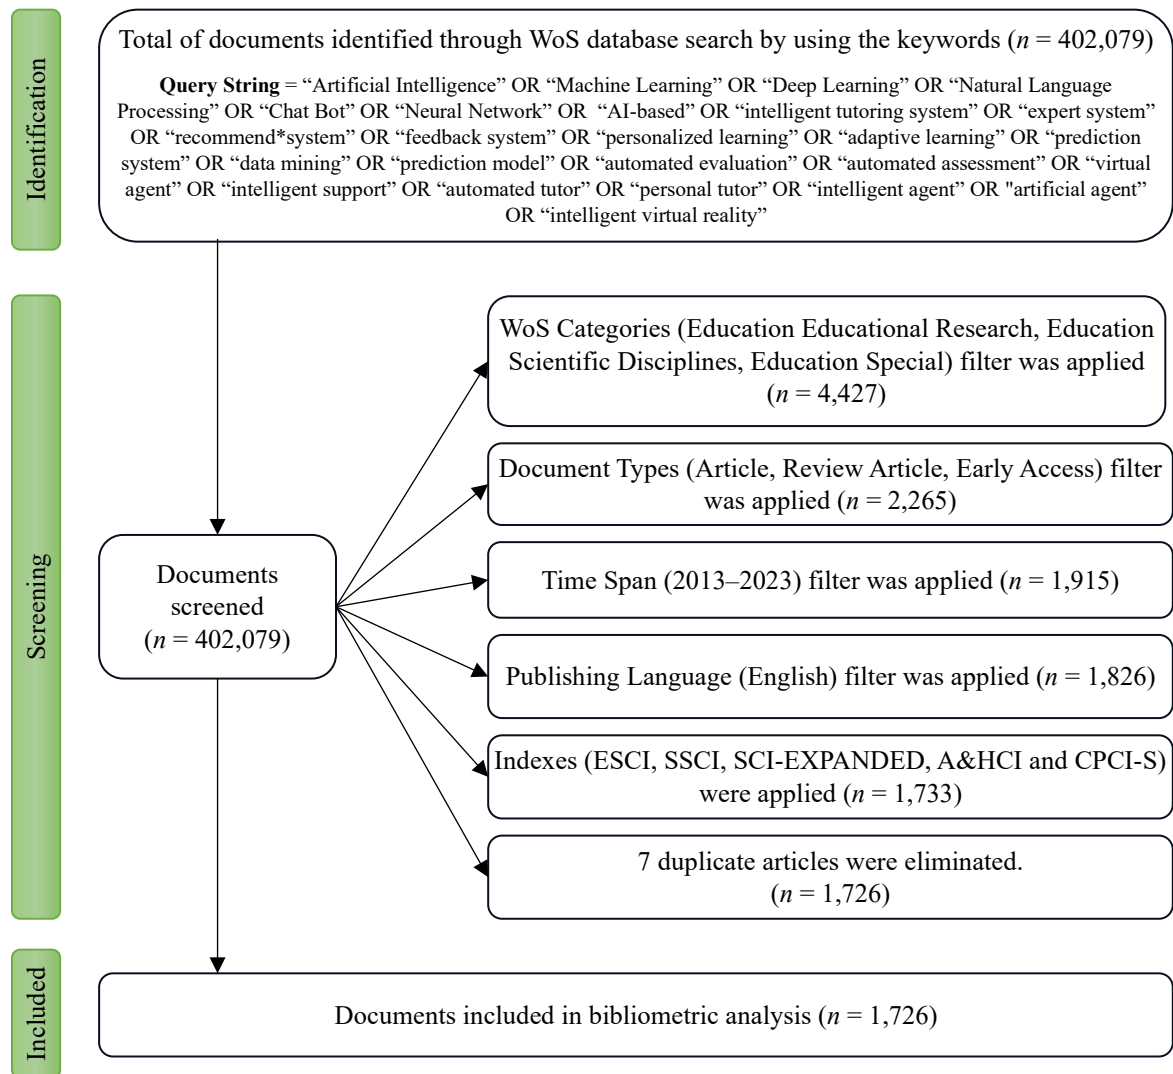 Identification
Total of documents identified through WoS database search by using the keywords (n = 402,079)
Query String = “Artificial Intelligence” OR “Machine Learning” OR “Deep Learning” OR “Natural Language
Processing” OR “Chat Bot” OR “Neural Network” OR “AI-based” OR “intelligent tutoring system” OR “expert system”
OR “recommend*system” OR “feedback system” OR “personalized learning” OR “adaptive learning” OR “prediction
system” OR “data mining” OR “prediction model” OR “automated evaluation” OR “automated assessment” OR “virtual
agent” OR “intelligent support” OR “automated tutor” OR “personal tutor” OR “intelligent agent” OR "artificial agent”
OR “intelligent virtual reality”
Screening
Documents
screened
(n = 402,079)
WoS Categories (Education Educational Research, Education
Scientific Disciplines, Education Special) filter was applied
(n = 4,427)
Document Types (Article, Review Article, Early Access) filter
was applied (n = 2,265)
Time Span (2013–2023) filter was applied (n = 1,915)
Publishing Language (English) filter was applied (n = 1,826)
Indexes (ESCI, SSCI, SCI-EXPANDED, A&HCI and CPCI-S)
were applied (n = 1,733)
7 duplicate articles were eliminated.
(n = 1,726)
Included
Documents included in bibliometric analysis (n = 1,726)